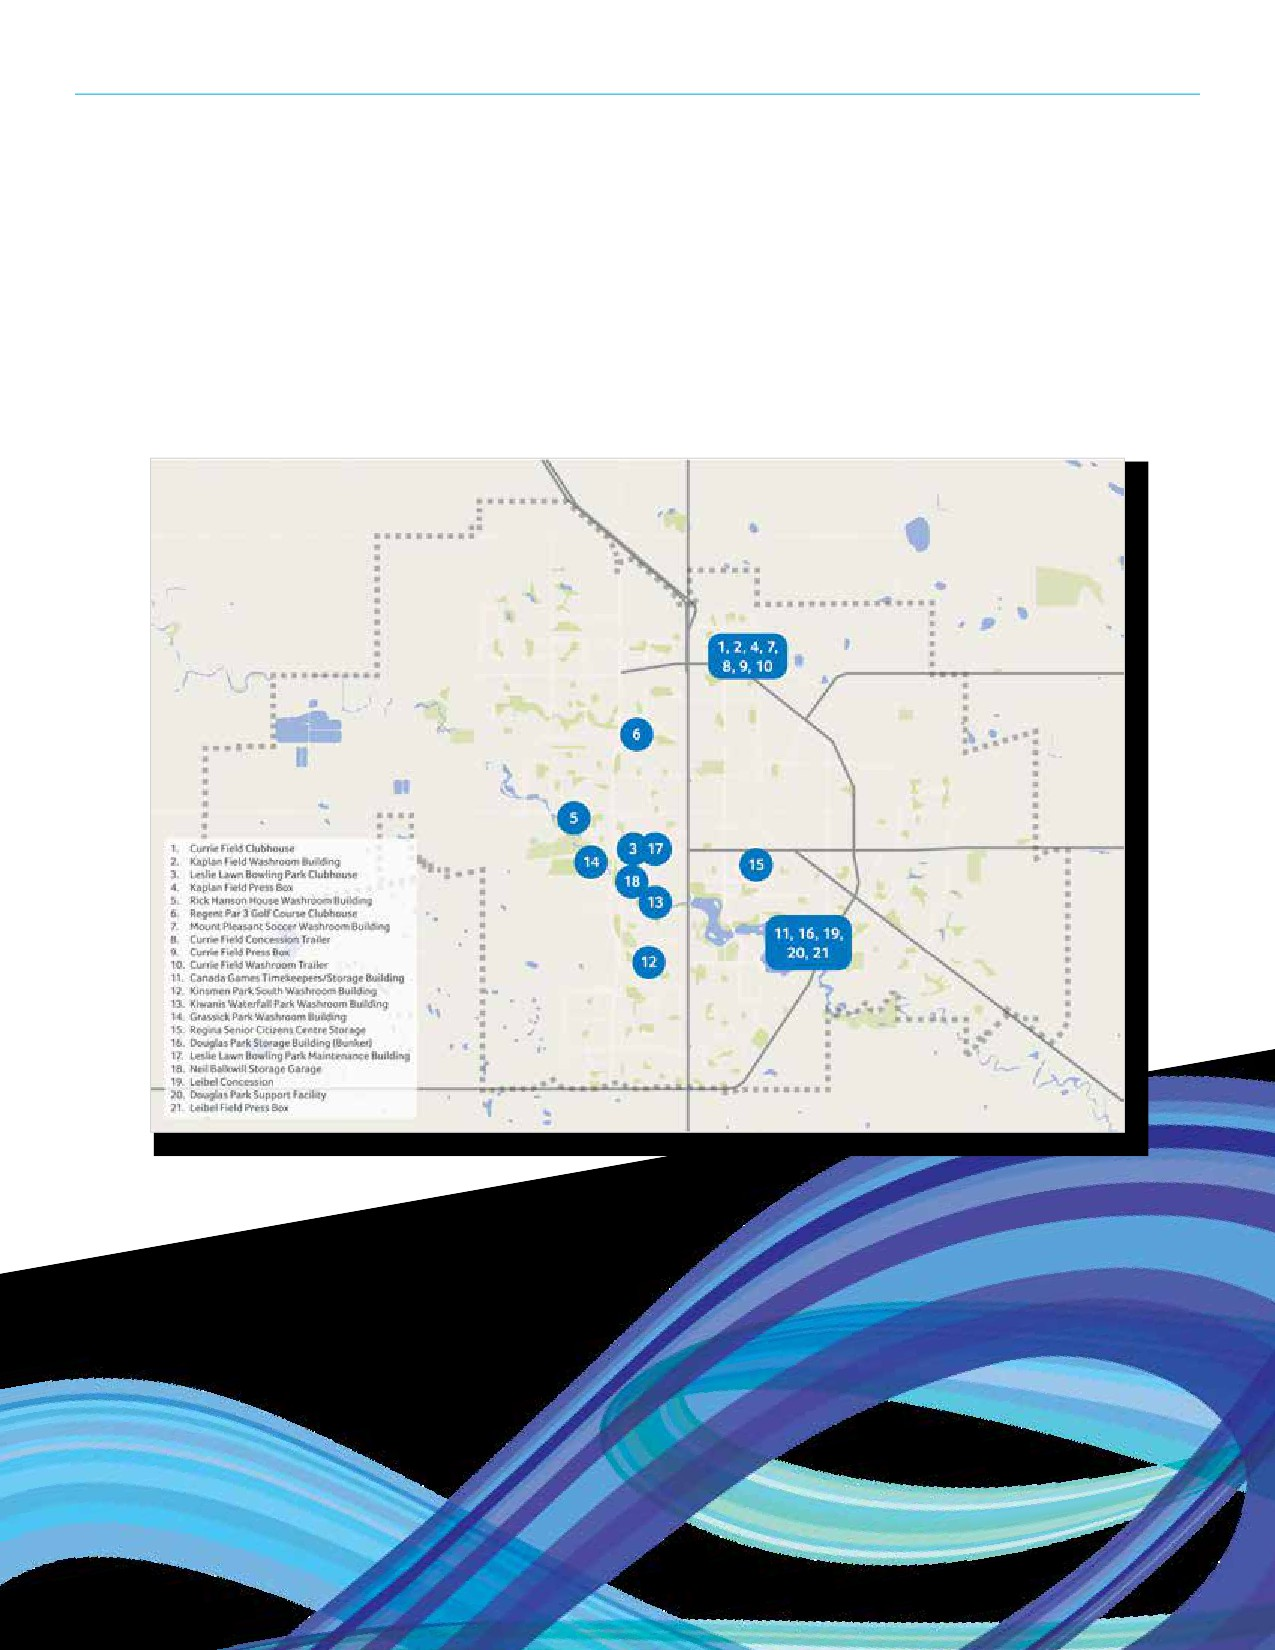 1, 2, 4, 7,
8, 9, 10
6
5
3 17
14
15
18
13
11, 16, 19,
20, 21
12
1. Currie Field Clubhouse
2. Kaplan Field Washroom Building
3. Leslie Lawn Bowling Park Clubhouse
4. Kaplan Field Press Box
5. Rick Hanson House Washroom Building
6. Regent Par 3 Golf Course Clubhouse
7. Mount Pleasant Soccer Washroom Building
8. Currie Field Concession Trailer
9. Currie Field Press Box
10. Currie Field Washroom Trailer
11. Canada Games Timekeepers/Storage Building
12. Kinsmen Park South Washroom Building
13. Kiwanis Waterfall Park Washroom Building
14. Grassick Park Washroom Building
15. Regina Senior Citizens Centre Storage
16. Douglas Park Storage Building (Bunker)
17. Leslie Lawn Bowling Park Maintenance Building
18. Neil Balkwill Storage Garage
19. Leibel Concession
20. Douglas Park Support Facility
21. Leibel Field Press Box